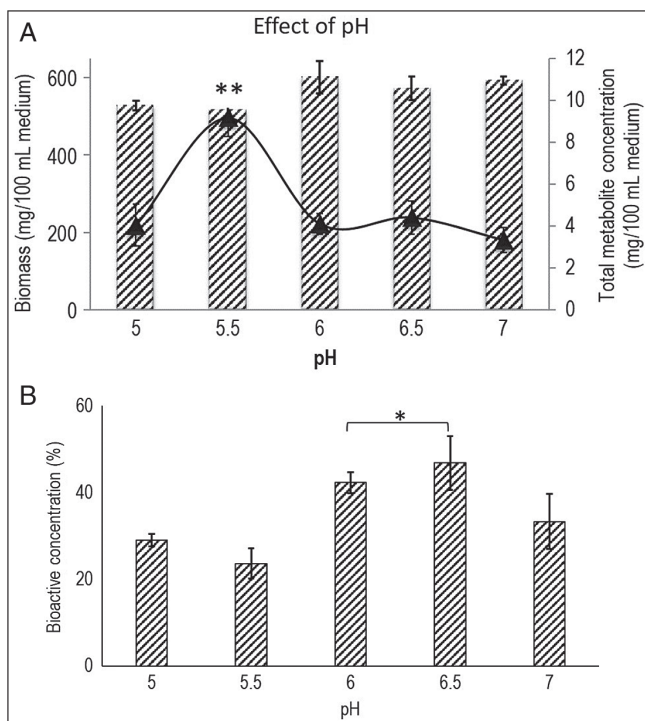 A
Effect of pH
Biomass (mg/100 mL medium)
600
400
200
0
**
12
10
8
6
4
2
0
Total metabolite concentration
(mg/100 mL medium)
5 5.5 6 6.5 7
pH
B
Bioactive concentration (%)
60
40
20
0
*
5 5.5 6 6.5 7
pH